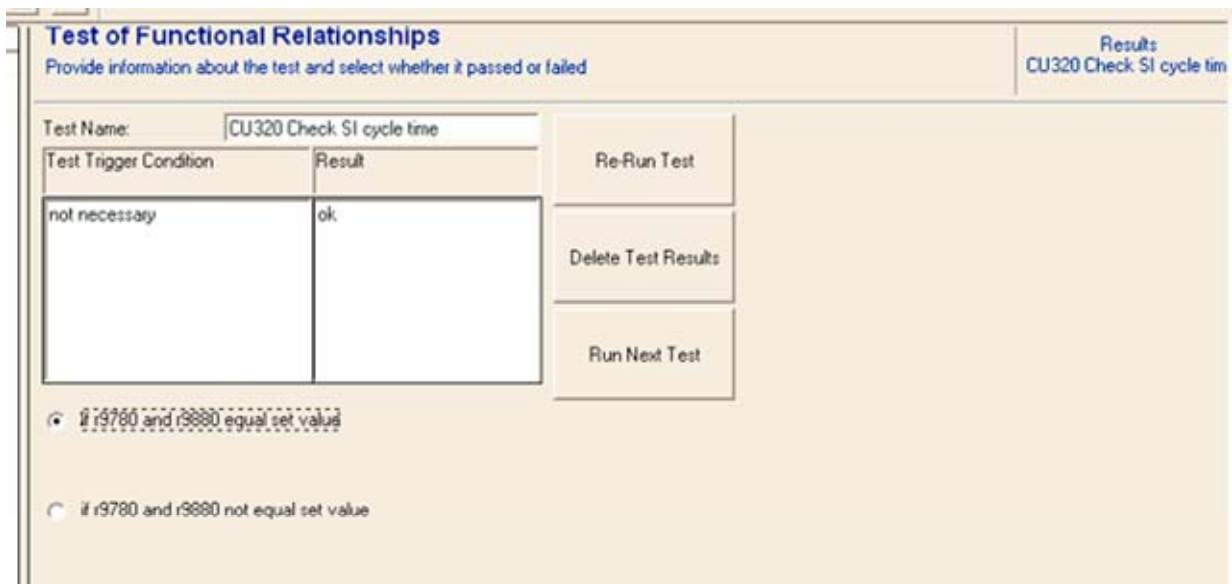 Test of Functional Relationships
Provide information about the test and select whether it passed or failed
Results
CU320 Check SI cycle tim
Test Name:
CU320 Check SI cycle time
Test Trigger Condition
Result
not necessary
ok
Re-Run Test
Delete Test Results
Run Next Test
if r9780 and r9880 equal set value
if r9780 and r9880 not equal set value